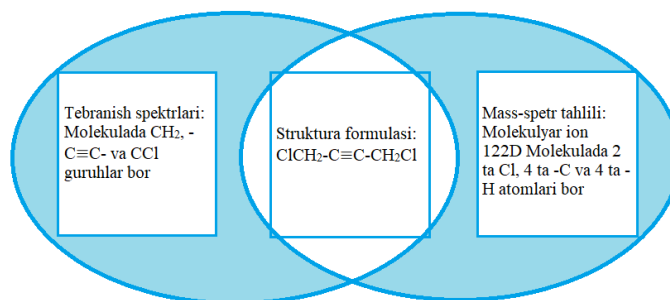 Tebranish spektrlari:
Molekulada CH₂, -
C≡C- va CCl
guruhlar bor
Struktura formulasi:
ClCH₂-C≡C-CH₂Cl
Mass-spetr tahlili:
Molekulyar ion
122D Molekulada 2
ta Cl, 4 ta -C va 4 ta -
H atomlari bor